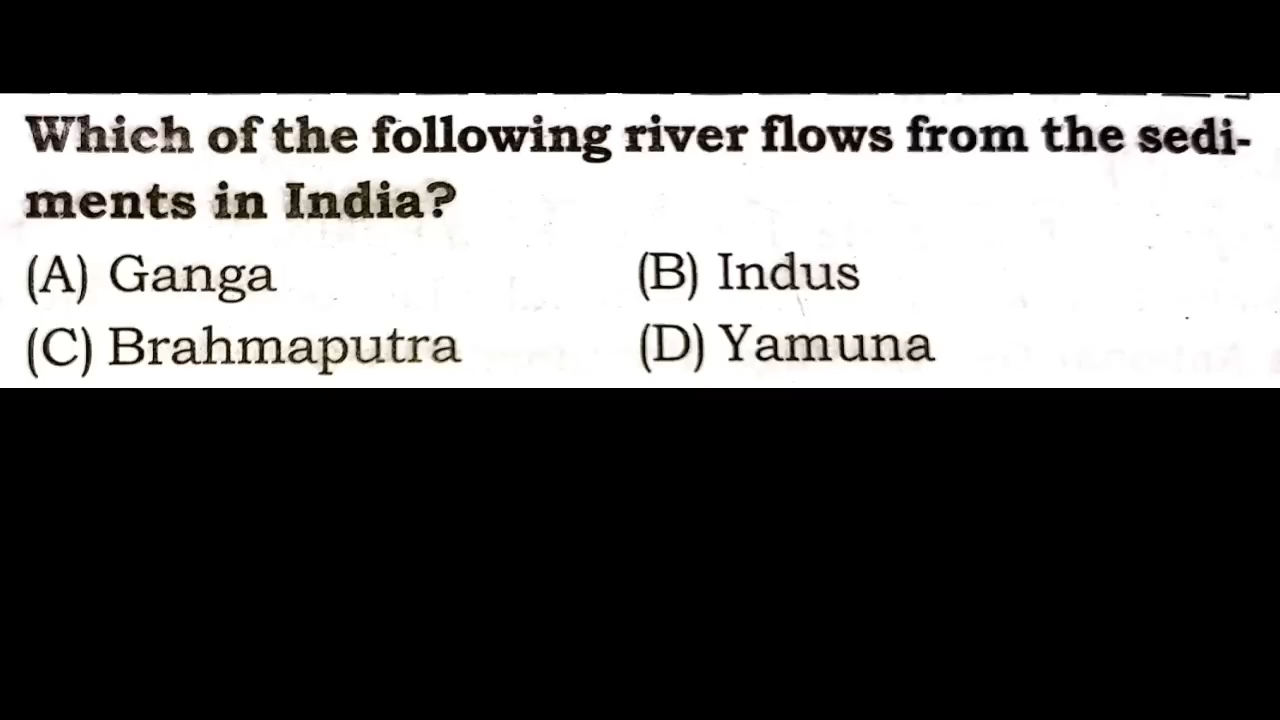 Which of the following river flows from the sedi-
ments in India?
(A) Ganga (B) Indus
(C) Brahmaputra (D) Yamuna